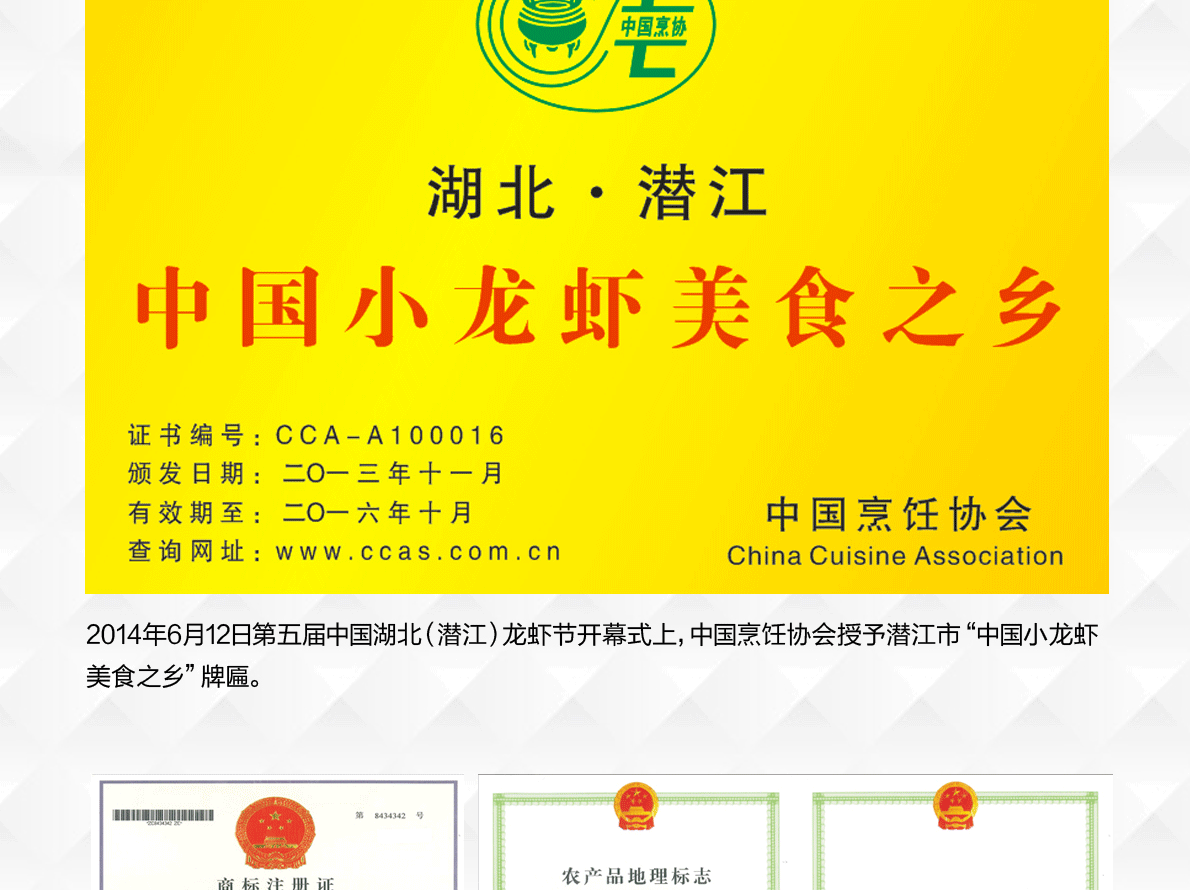 中国烹协
湖北·潜江
中国小龙虾美食之乡
证书编号：CCA-A100016
颁发日期：二〇一三年十一月
有效期至：二〇一六年十月
查询网址：www.ccas.com.cn
中国烹饪协会
China Cuisine Association
2014年6月12日第五届中国湖北（潜江）龙虾节开幕式上，中国烹饪协会授予潜江市“中国小龙虾
美食之乡”牌匾。
第 8434342 号
商标注册证
农产品地理标志